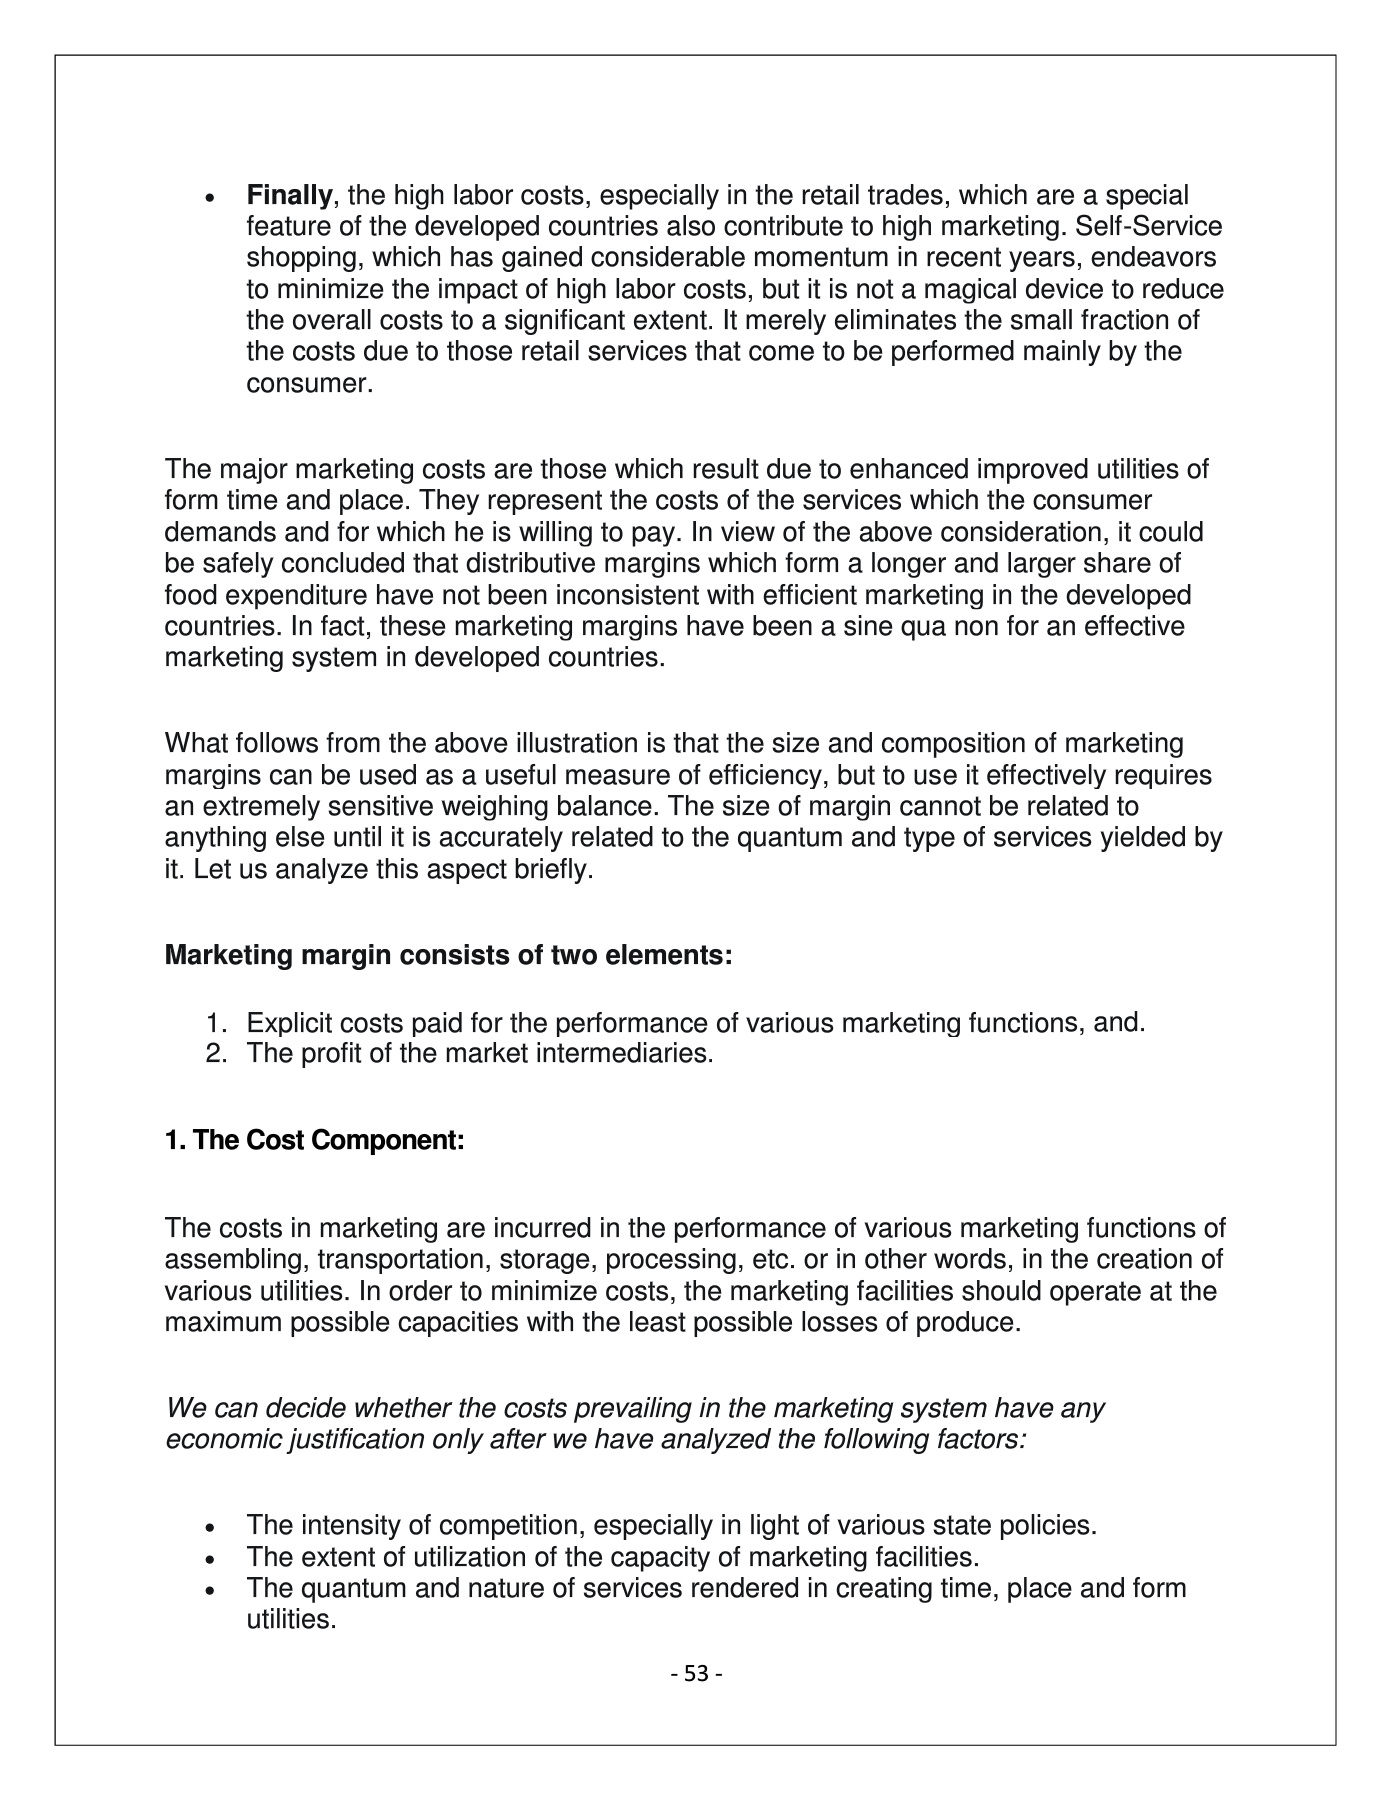 • Finally, the high labor costs, especially in the retail trades, which are a special
feature of the developed countries also contribute to high marketing. Self-Service
shopping, which has gained considerable momentum in recent years, endeavors
to minimize the impact of high labor costs, but it is not a magical device to reduce
the overall costs to a significant extent. It merely eliminates the small fraction of
the costs due to those retail services that come to be performed mainly by the
consumer.
The major marketing costs are those which result due to enhanced improved utilities of
form time and place. They represent the costs of the services which the consumer
demands and for which he is willing to pay. In view of the above consideration, it could
be safely concluded that distributive margins which form a longer and larger share of
food expenditure have not been inconsistent with efficient marketing in the developed
countries. In fact, these marketing margins have been a sine qua non for an effective
marketing system in developed countries.
What follows from the above illustration is that the size and composition of marketing
margins can be used as a useful measure of efficiency, but to use it effectively requires
an extremely sensitive weighing balance. The size of margin cannot be related to
anything else until it is accurately related to the quantum and type of services yielded by
it. Let us analyze this aspect briefly.
Marketing margin consists of two elements:
1. Explicit costs paid for the performance of various marketing functions, and.
2. The profit of the market intermediaries.
1. The Cost Component:
The costs in marketing are incurred in the performance of various marketing functions of
assembling, transportation, storage, processing, etc. or in other words, in the creation of
various utilities. In order to minimize costs, the marketing facilities should operate at the
maximum possible capacities with the least possible losses of produce.
We can decide whether the costs prevailing in the marketing system have any
economic justification only after we have analyzed the following factors:
• The intensity of competition, especially in light of various state policies.
• The extent of utilization of the capacity of marketing facilities.
• The quantum and nature of services rendered in creating time, place and form
utilities.
- 53 -